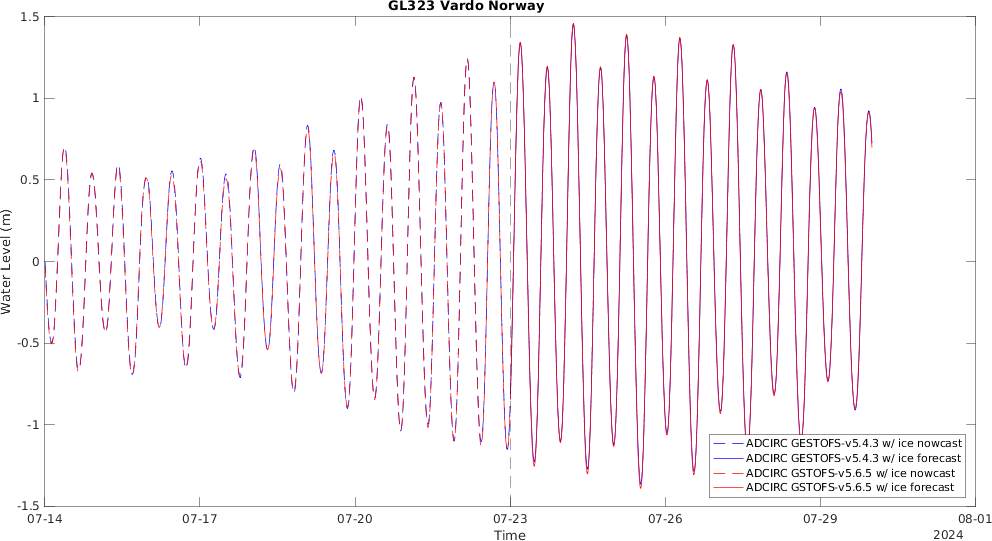 GL323 Vardo Norway
1.5
1
0.5
0
-0.5
-1
-1.5
Water Level (m)
07-14
07-17
07-20
07-23
07-26
07-29
08-01
Time
2024
ADCIRC GESTOFS-v5.4.3 w/ ice nowcast
ADCIRC GESTOFS-v5.4.3 w/ ice forecast
ADCIRC GSTOFS-v5.6.5 w/ ice nowcast
ADCIRC GSTOFS-v5.6.5 w/ ice forecast